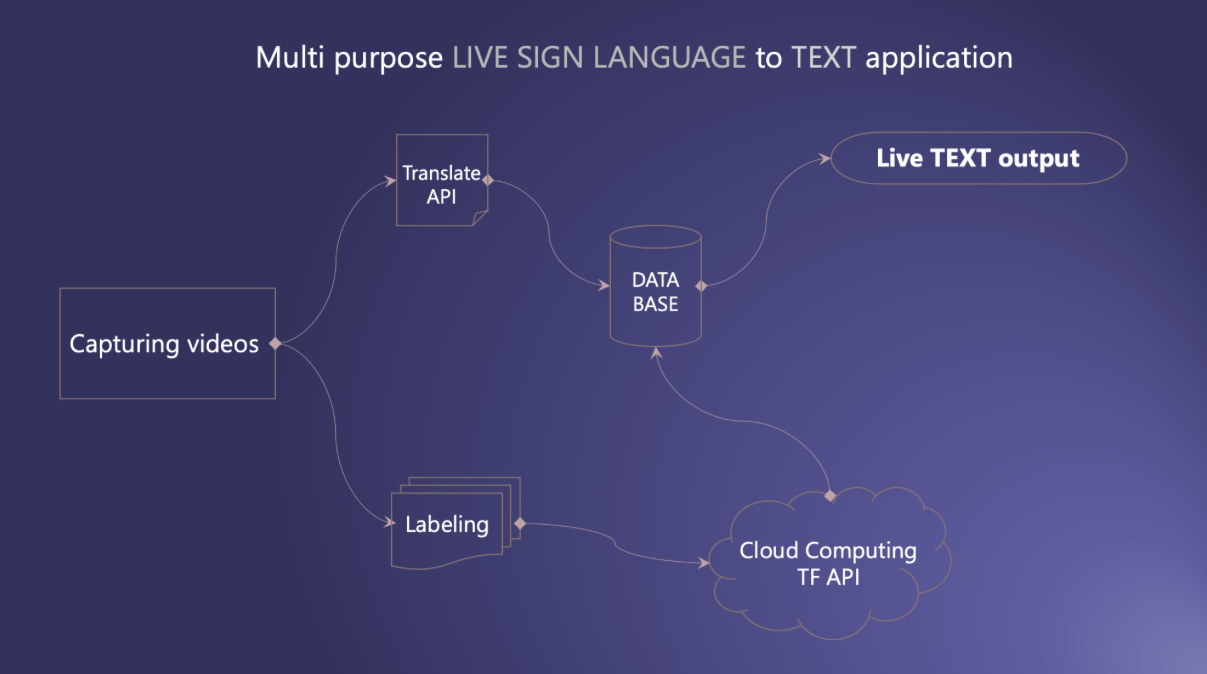 Multi purpose LIVE SIGN LANGUAGE to TEXT application
Translate
API
Live TEXT output
DATA
BASE
Capturing videos
Labeling
Cloud Computing
TF API